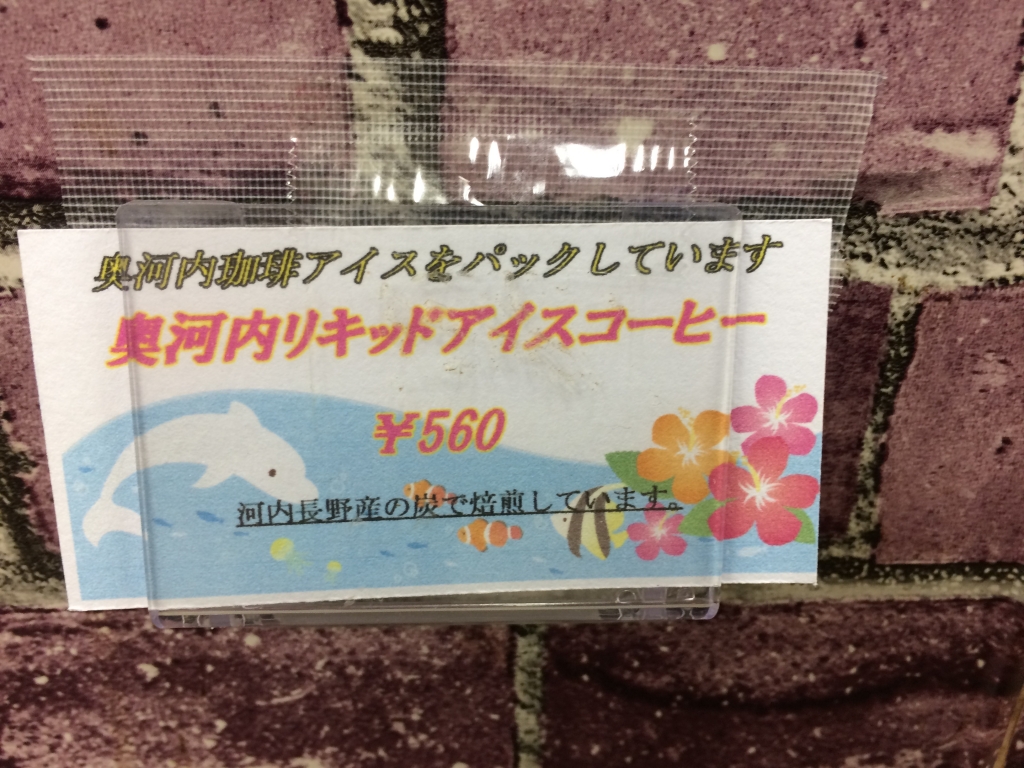 奥河内珈琲アイスをパックしています
奥河内リキッドアイスコーヒー
￥560
河内長野産の炭で焙煎しています。